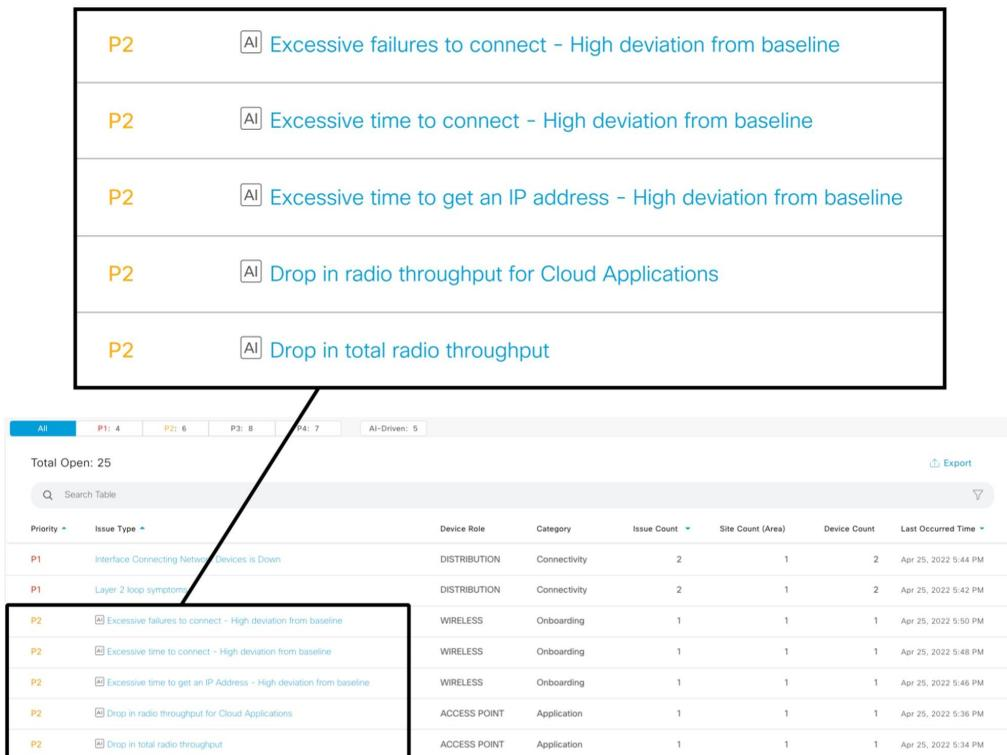 P2 AI Excessive failures to connect - High deviation from baseline
P2 AI Excessive time to connect - High deviation from baseline
P2 AI Excessive time to get an IP address - High deviation from baseline
P2 AI Drop in radio throughput for Cloud Applications
P2 AI Drop in total radio throughput
All P1: 4 P2: 6 P3: 8 P4: 7 AI-Driven: 5
Total Open: 25 Export
Search Table
Priority Issue Type Device Role Category Issue Count Site Count (Area) Device Count Last Occurred Time
P1 Interface Connecting Network Devices is Down DISTRIBUTION Connectivity 2 1 2 Apr 25, 2022 5:44 PM
P1 Layer 2 loop symptoms DISTRIBUTION Connectivity 2 1 2 Apr 25, 2022 5:42 PM
P2 AI Excessive failures to connect - High deviation from baseline WIRELESS Onboarding 1 1 1 Apr 25, 2022 5:50 PM
P2 AI Excessive time to connect - High deviation from baseline WIRELESS Onboarding 1 1 1 Apr 25, 2022 5:48 PM
P2 AI Excessive time to get an IP Address - High deviation from baseline WIRELESS Onboarding 1 1 1 Apr 25, 2022 5:46 PM
P2 AI Drop in radio throughput for Cloud Applications ACCESS POINT Application 1 1 1 Apr 25, 2022 5:36 PM
P2 AI Drop in total radio throughput ACCESS POINT Application 1 1 1 Apr 25, 2022 5:34 PM